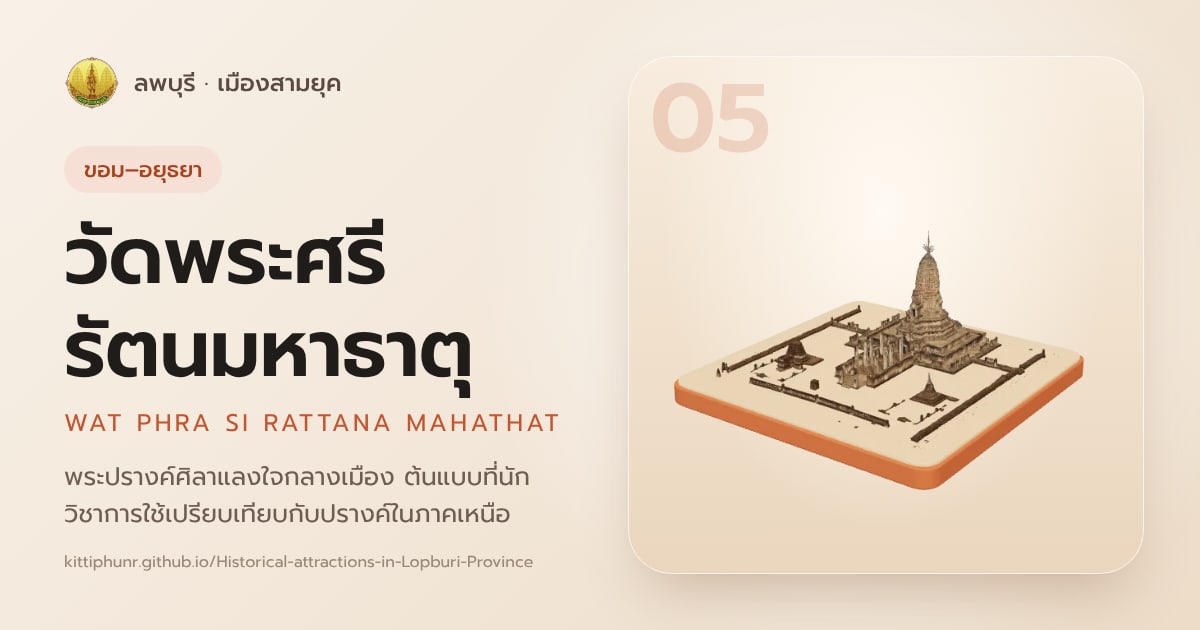 ลพบุรี · เมืองสามยุค
ขอม–อยุธยา
วัดพระศรี
รัตนมหาธาตุ
WAT PHRA SI RATTANA MAHATHAT
พระปรางค์ศิลาแลงใจกลางเมือง ต้นแบบที่นัก
วิชาการใช้เปรียบเทียบกับปรางค์ในภาคเหนือ
kittiphunr.github.io/Historical-attractions-in-Lopburi-Province
05